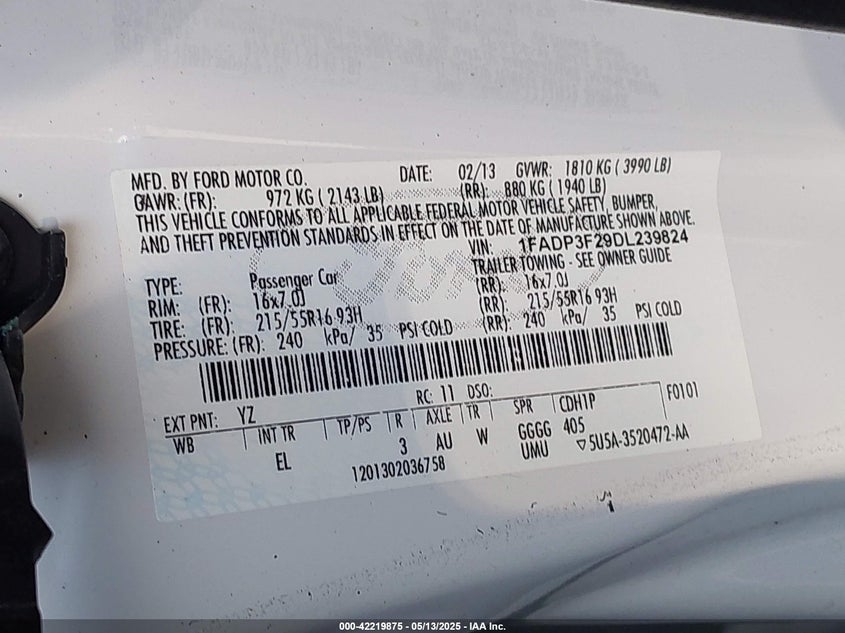 MFD. BY FORD MOTOR CO. DATE: 02/13 GVWR: 1810 KG ( 3990 LB)
GAWR: (FR): 972 KG ( 2143 LB) (RR): 880 KG ( 1940 LB)
THIS VEHICLE CONFORMS TO ALL APPLICABLE FEDERAL MOTOR VEHICLE SAFETY, BUMPER,
AND THEFT PREVENTION STANDARDS IN EFFECT ON THE DATE OF MANUFACTURE SHOWN ABOVE.
VIN: 1FADP3F29DL239824
TRAILER TOWING - SEE OWNER GUIDE
TYPE: Passenger Car
RIM: (FR): 16x7.0J (RR): 16x7.0J
TIRE: (FR): 215/55R16 93H (RR): 215/55R16 93H
PRESSURE: (FR): 240 kPa/ 35 PSI COLD (RR): 240 kPa/ 35 PSI COLD
RC: 11 DSO: F0101
EXT PNT: YZ
WB INT TR TP/PS R AXLE TR SPR CDH1P
EL 3 AU W GGGG 405
UMU ▽5U5A-3520472-AA
1201302036758
000-42219875 - 05/13/2025 - IAA Inc.